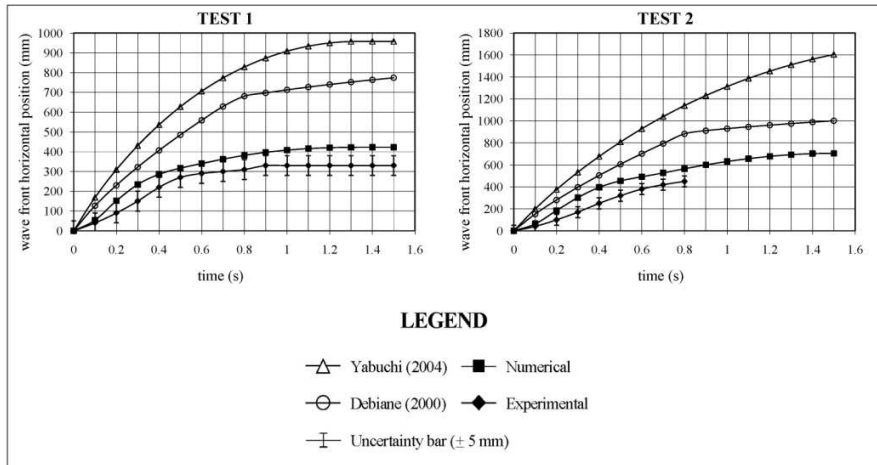 TEST 1
1000
900
800
700
600
500
400
300
200
100
0
wave front horizontal position (mm)
0 0.2 0.4 0.6 0.8 1 1.2 1.4 1.6
time (s)
TEST 2
1800
1600
1400
1200
1000
800
600
400
200
0
wave front horizontal position (mm)
0 0.2 0.4 0.6 0.8 1 1.2 1.4 1.6
time (s)
LEGEND
Yabuchi (2004) Numerical
Debiane (2000) Experimental
Uncertainty bar (± 5 mm)